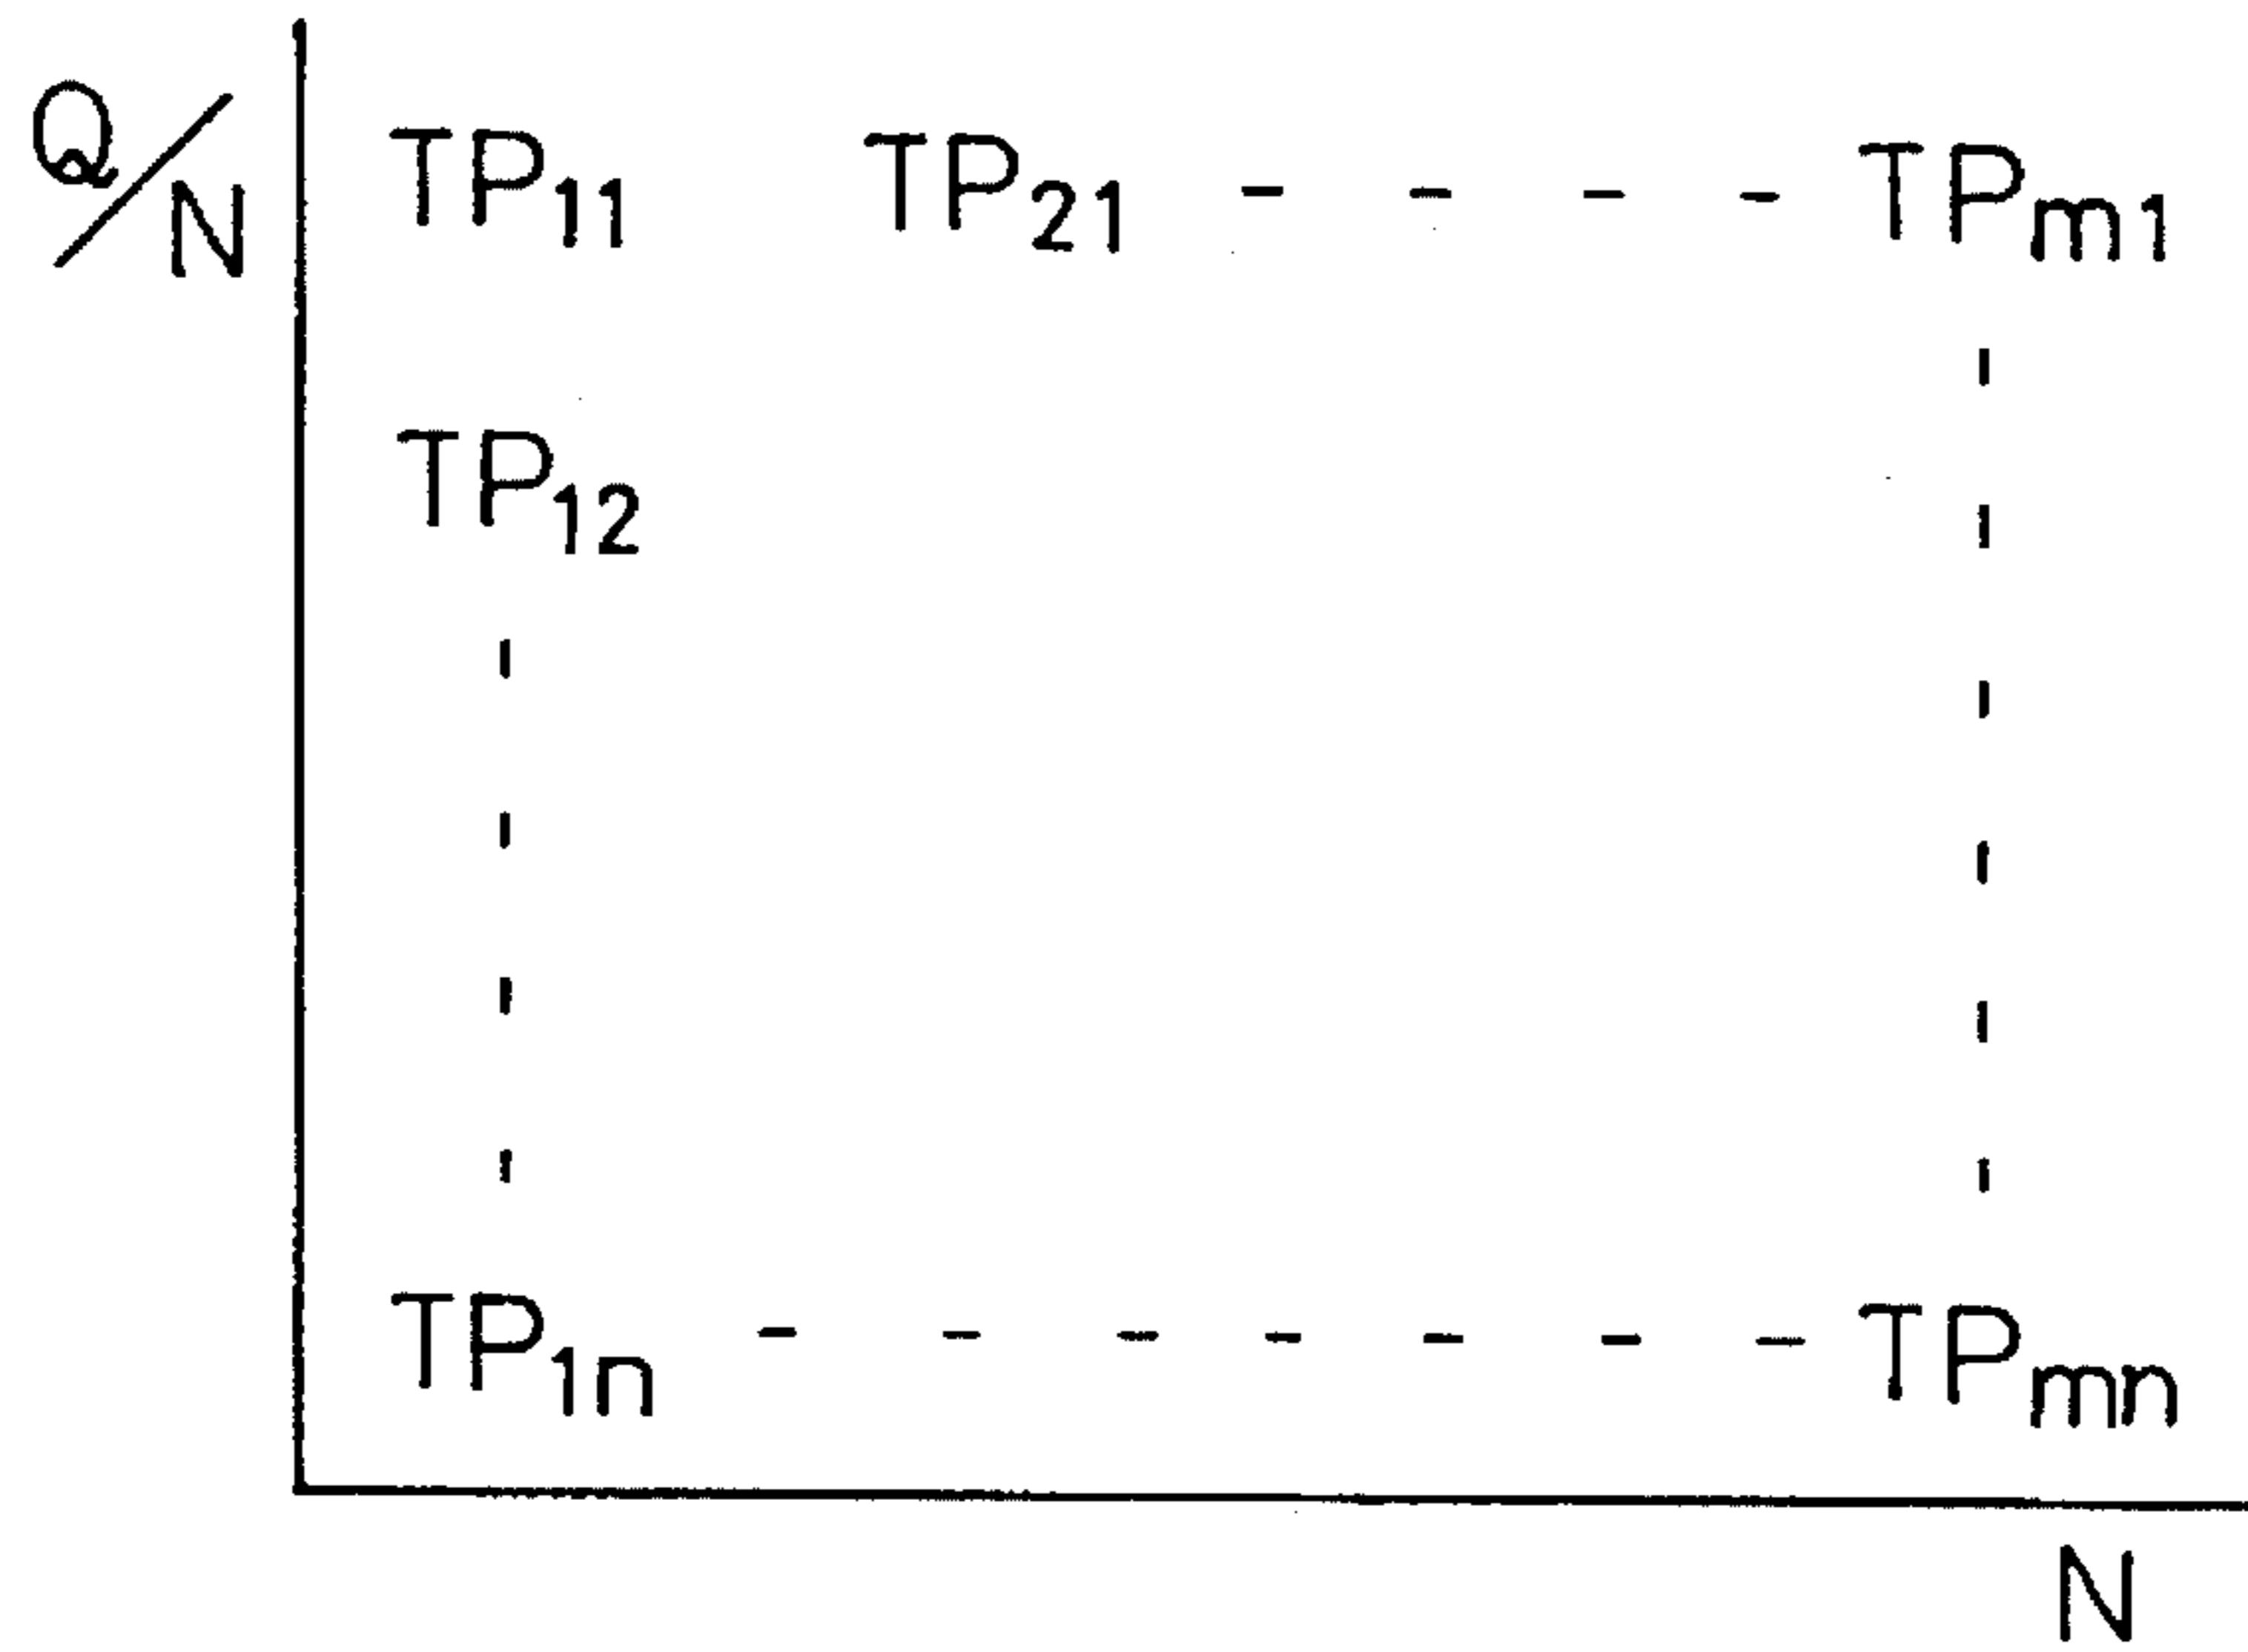 Q/N TP11 TP21 - - - - TPm1
TP12
TP1n - - - - - - - TPmn
N